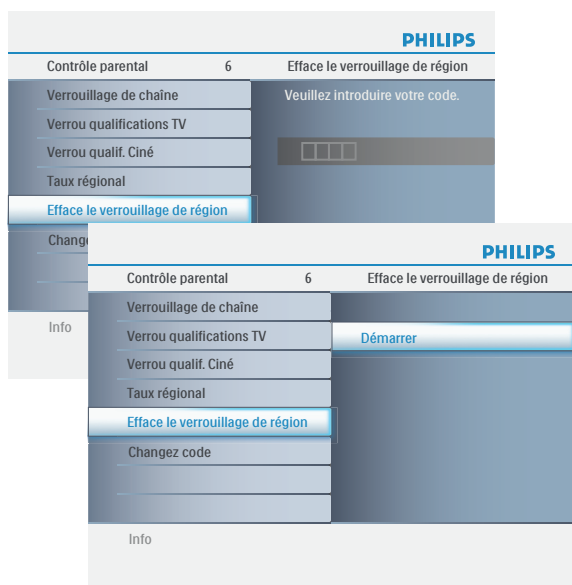 PHILIPS
Contrôle parental 6 Efface le verrouillage de région
Verrouillage de chaîne Veuillez introduire votre code.
Verrou qualifications TV
Verrou qualif. Ciné
Taux régional
Efface le verrouillage de région
Change
Info
PHILIPS
Contrôle parental 6 Efface le verrouillage de région
Verrouillage de chaîne
Verrou qualifications TV Démarrer
Verrou qualif. Ciné
Taux régional
Efface le verrouillage de région
Changez code
Info